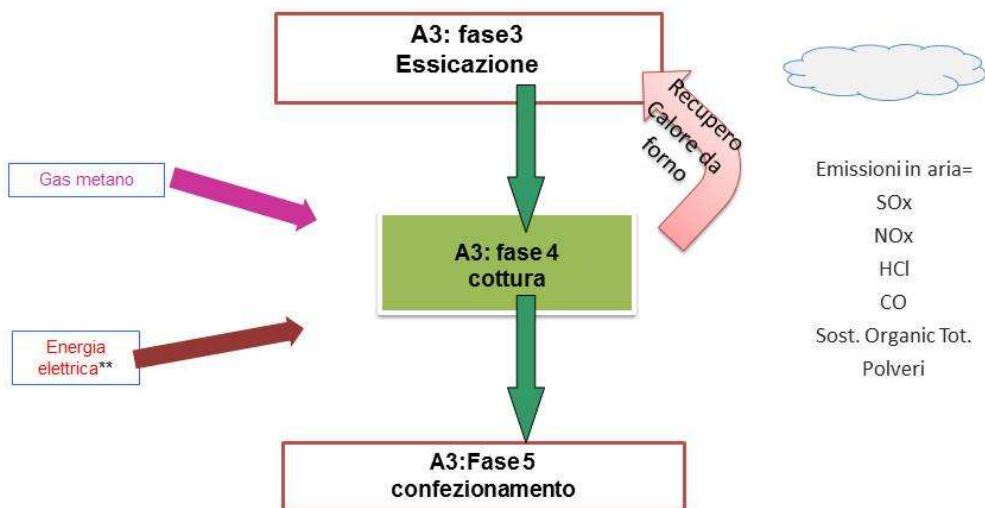 A3: fase3
Essicazione
Recupero
Calore da
forno
Gas metano
Emissioni in aria=
SOx
NOx
HCl
CO
Sost. Organic Tot.
Polveri
A3: fase 4
cottura
Energia
elettrica**
A3:Fase 5
confezionamento